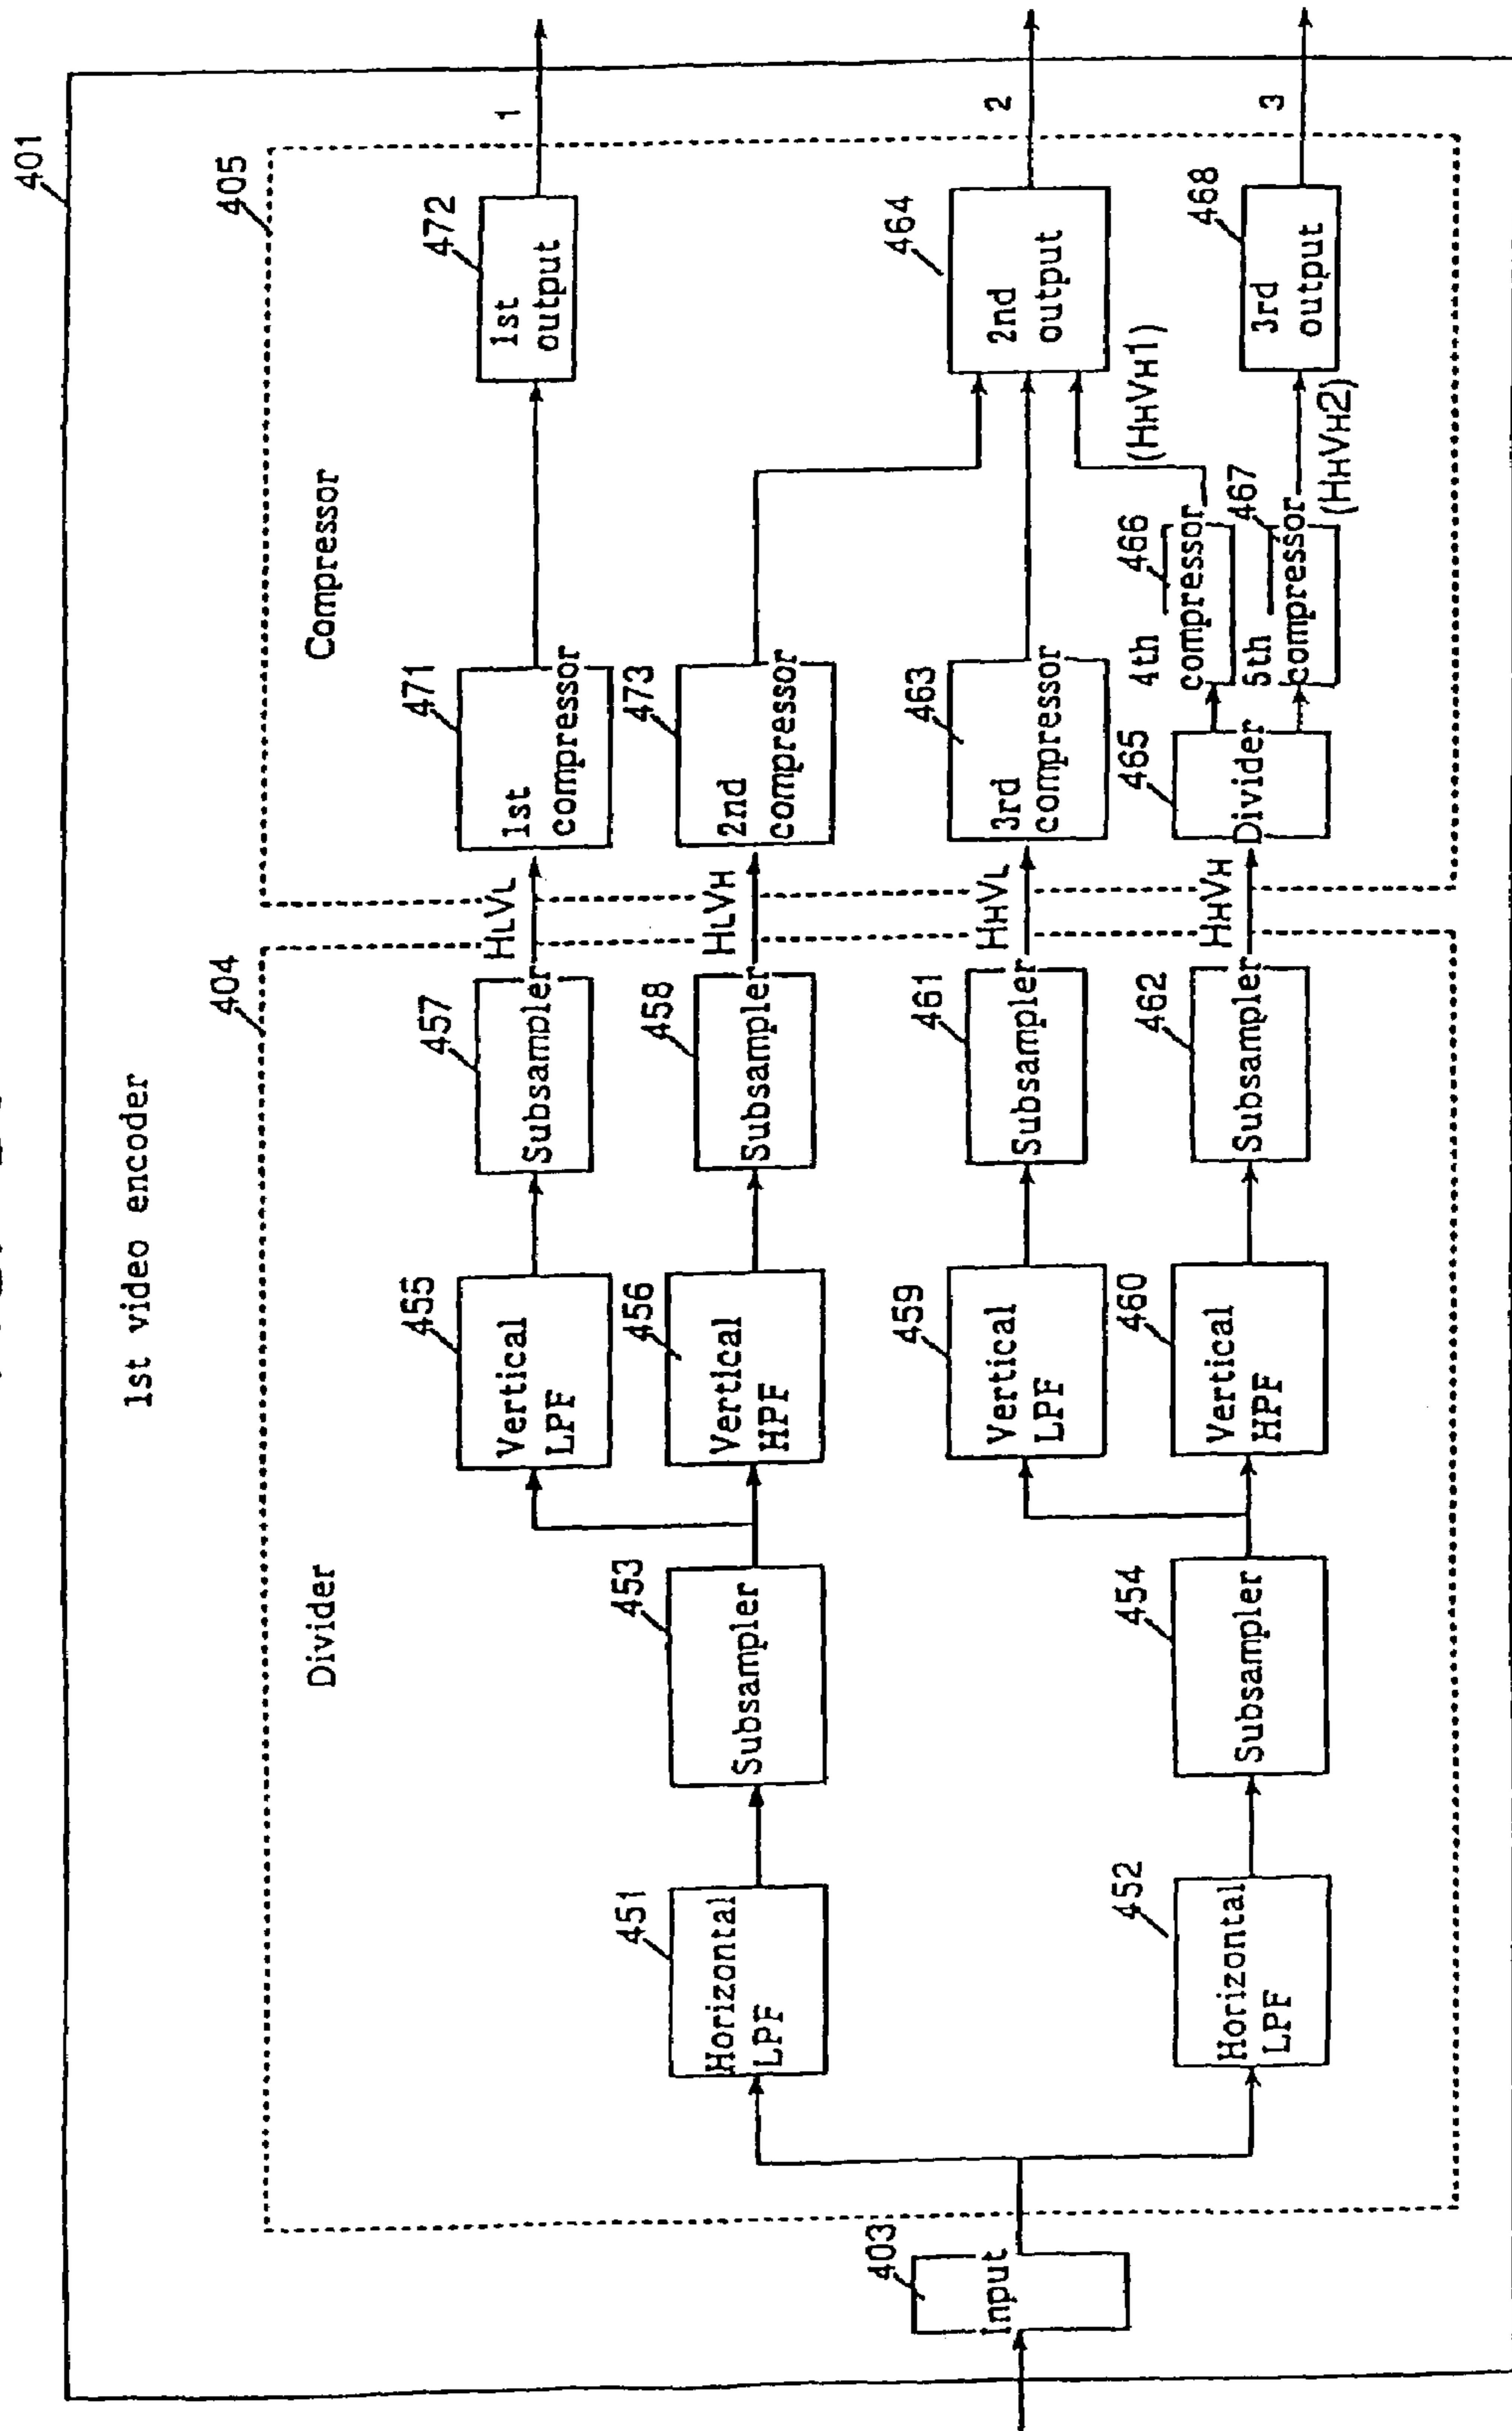 401
1st video encoder
404
405
Divider
Compressor
403
Input
451
Horizontal
LPF
453
Subsampler
455
Vertical
LPF
457
Subsampler
HLVL
471
1st
compressor
472
1st
output
1
456
Vertical
HPF
458
Subsampler
HLVH
473
2nd
compressor
452
Horizontal
LPF
454
Subsampler
459
Vertical
LPF
461
Subsampler
HHVL
463
3rd
compressor
464
2nd
output
2
460
Vertical
HPF
462
Subsampler
HHVH
465
Divider
466
4th
compressor
(HHVH1)
467
5th
compressor
(HHVH2)
468
3rd
output
3